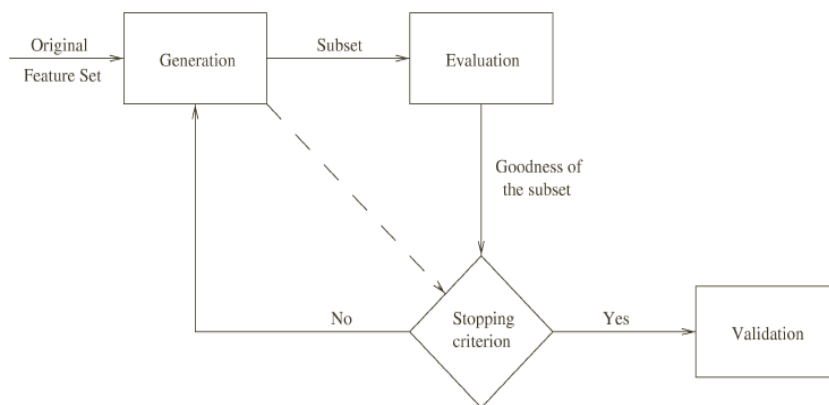 Original
Feature Set
Generation
Subset
Evaluation
Goodness of
the subset
No
Stopping
criterion
Yes
Validation